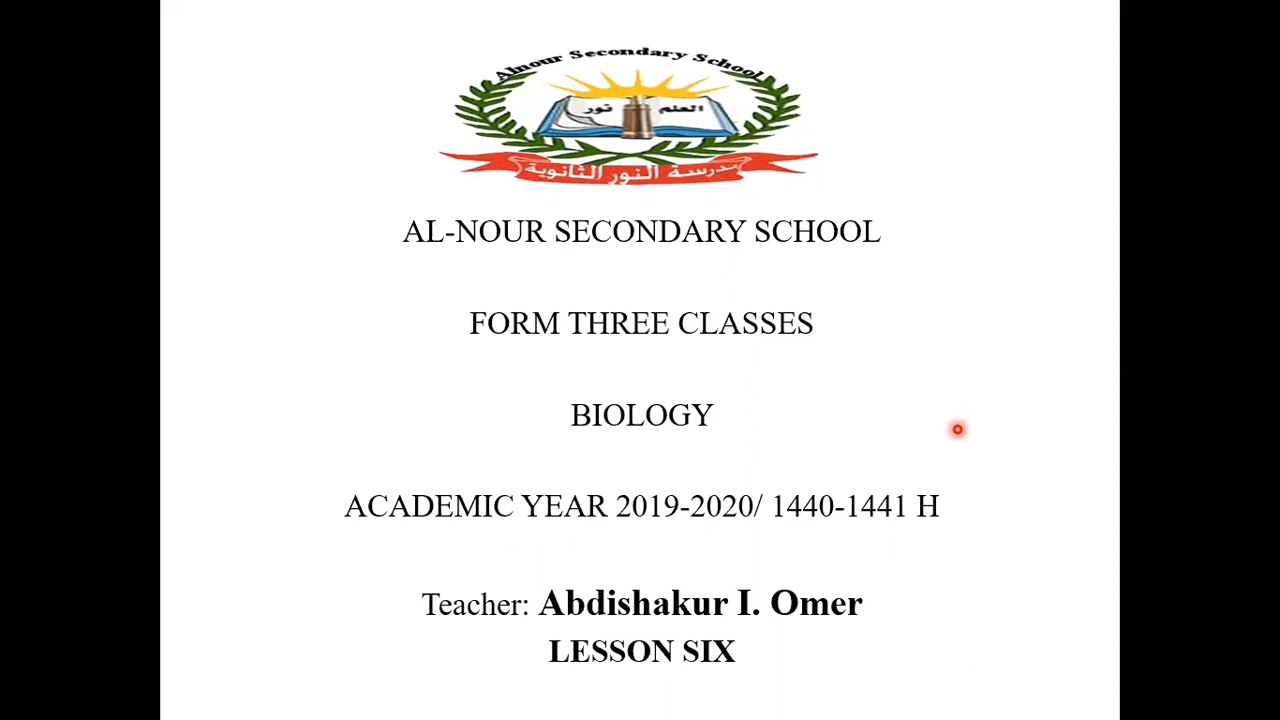 Alnour Secondary School
العلم نور
مدرسة النور الثانوية
AL-NOUR SECONDARY SCHOOL
FORM THREE CLASSES
BIOLOGY
ACADEMIC YEAR 2019-2020/ 1440-1441 H
Teacher: Abdishakur I. Omer
LESSON SIX